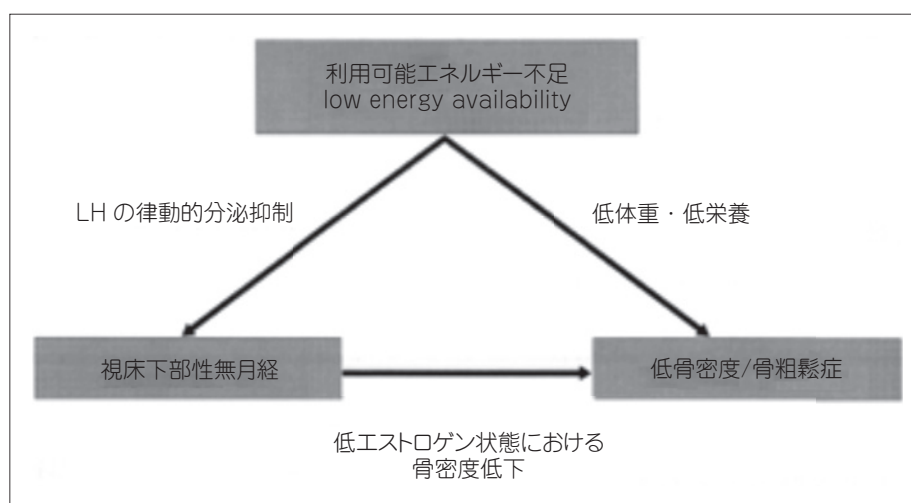 利用可能エネルギー不足
low energy availability
LH の律動的分泌抑制
低体重・低栄養
視床下部性無月経
低骨密度/骨粗鬆症
低エストロゲン状態における
骨密度低下